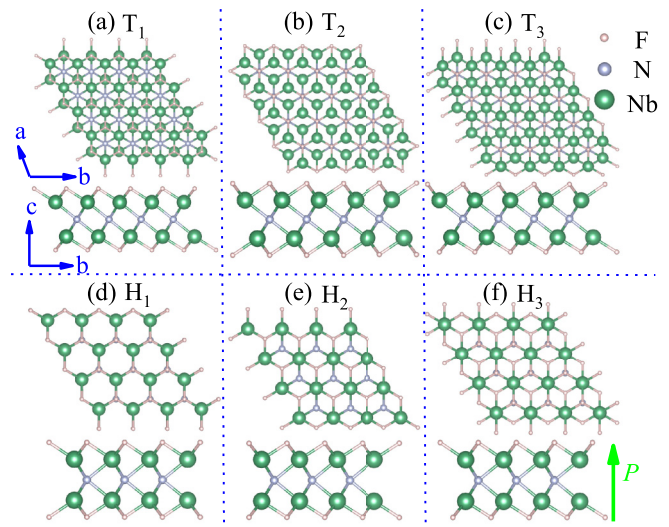 (a) T₁
(b) T₂
(c) T₃
F
N
Nb
a
b
c
b
(d) H₁
(e) H₂
(f) H₃
P